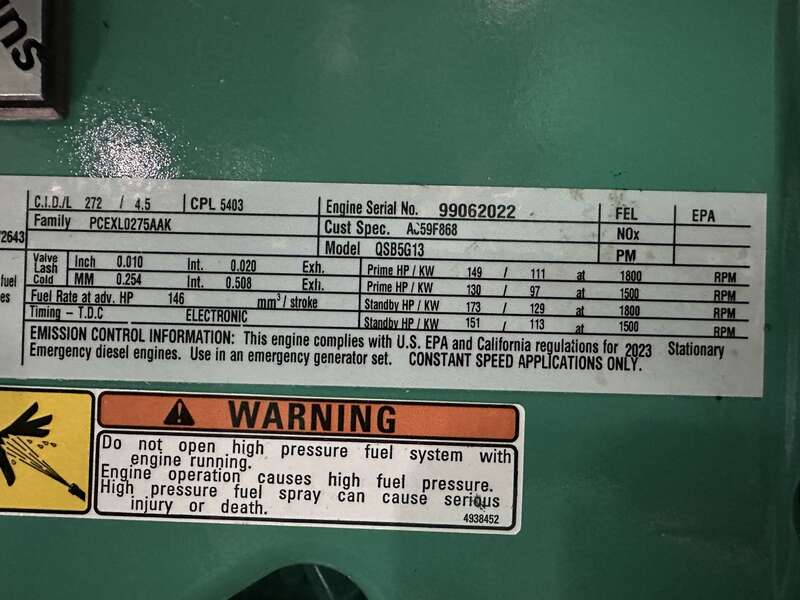 C.I.D./L 272 / 4.5 CPL 5403 Engine Serial No. 99062022 FEL EPA
Family PCEXL0275AAK Cust Spec. NOx
2643 Model QSB5G13 PM
Valve Lash Cold Inch 0.010 Int. 0.020 Exh. Prime HP / KW 149 / 111 at 1800 RPM
MM 0.254 Int. 0.508 Exh. Prime HP / KW 130 / 97 at 1500 RPM
fuel
Fuel Rate at adv. HP 146 mm³/ stroke Standby HP / KW 173 / 129 at 1800 RPM
es
Timing – T.D.C ELECTRONIC Standby HP / KW 151 / 113 at 1500 RPM
EMISSION CONTROL INFORMATION: This engine complies with U.S. EPA and California regulations for 2023 Stationary
Emergency diesel engines. Use in an emergency generator set. CONSTANT SPEED APPLICATIONS ONLY.
WARNING
Do not open high pressure fuel system with
engine running.
Engine operation causes high fuel pressure.
High pressure fuel spray can cause serious
injury or death.
4938452